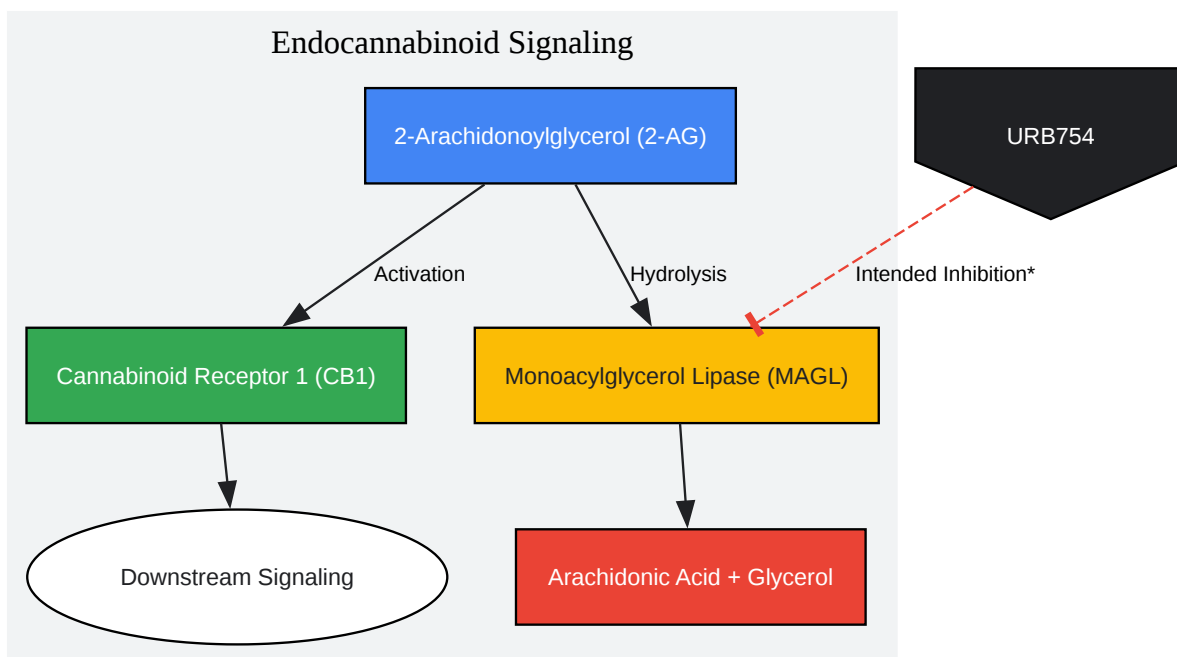 Endocannabinoid Signaling
2-Arachidonoylglycerol (2-AG)
URB754
Activation
Hydrolysis
Intended Inhibition*
Cannabinoid Receptor 1 (CB1)
Monoacylglycerol Lipase (MAGL)
Downstream Signaling
Arachidonic Acid + Glycerol